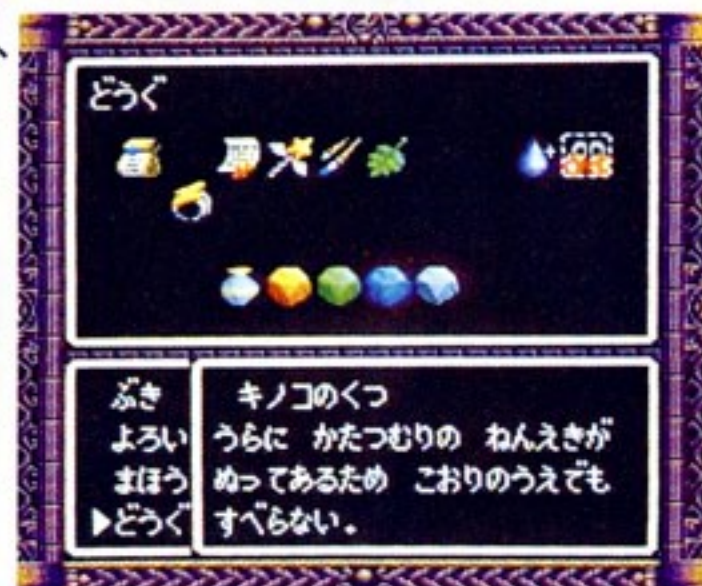 どうぐ
ぶき
よろい
まほう
▶どうぐ
キノコのくつ
うらに かたつむりの ねんえきが
ぬってあるため こおりのうえでも
すべらない。